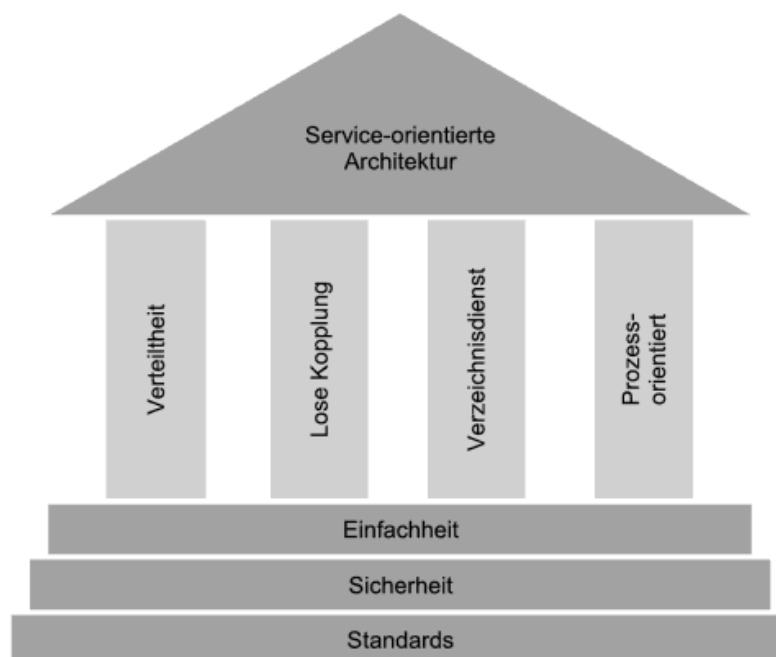 Service-orientierte
Architektur
Verteiltheit
Lose Kopplung
Verzeichnisdienst
Prozess-
orientiert
Einfachheit
Sicherheit
Standards